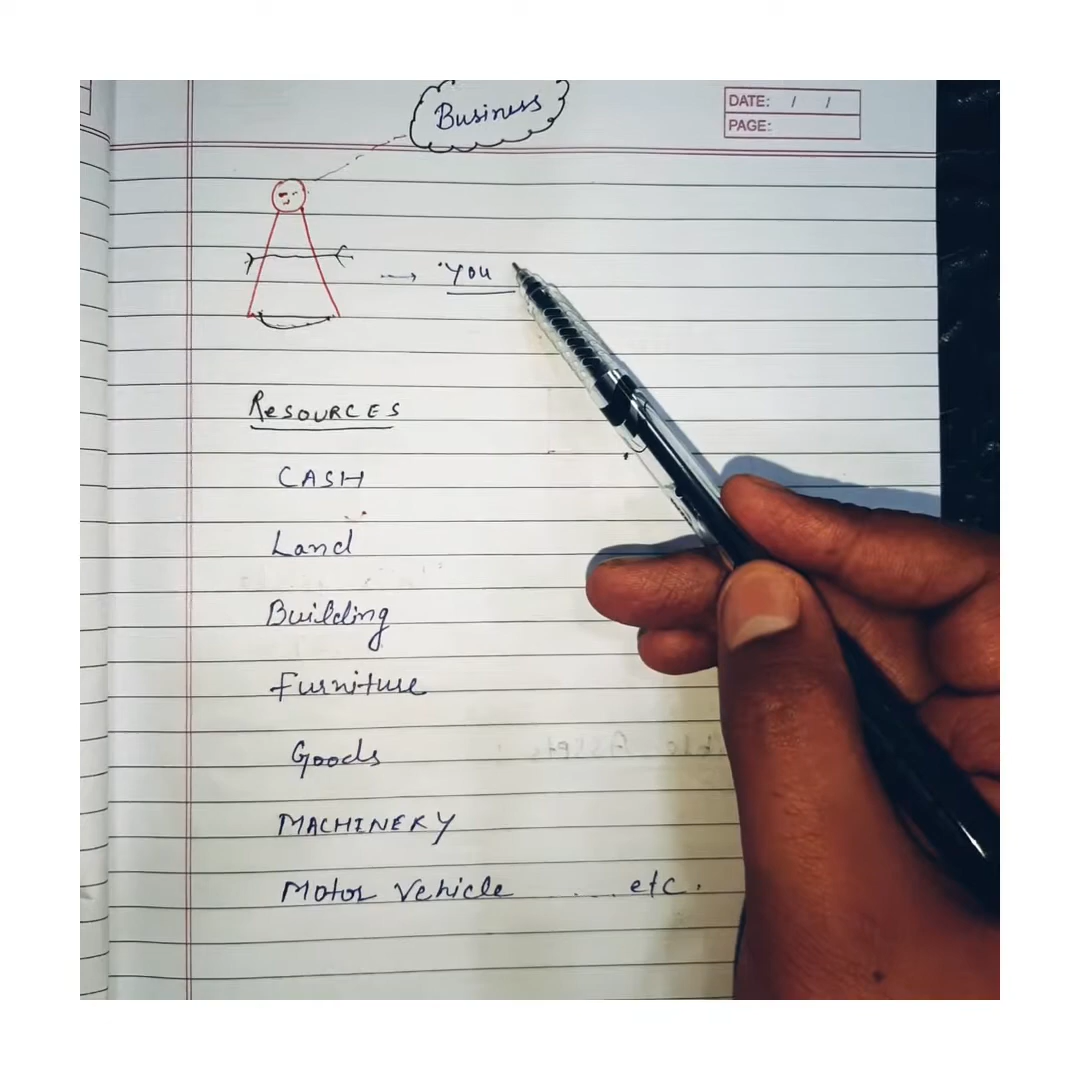 Business
DATE: / /
PAGE:
You
RESOURCES
CASH
Land
Building
Furniture
Goods
MACHINERY
Motor Vehicle .... etc.